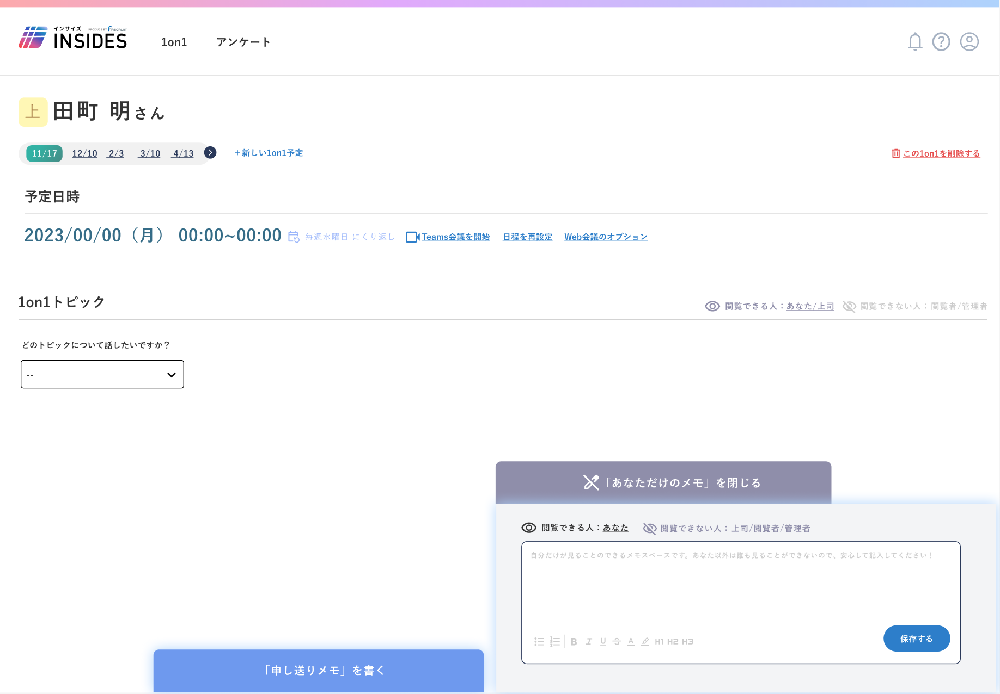 インサイズ PRODUCE BY RECRUIT
INSIDES
1on1 アンケート
上 田町 明さん
11/17 12/10 2/3 3/10 4/13 +新しい1on1予定 この1on1を削除する
予定日時
2023/00/00（月） 00:00~00:00 毎週水曜日 にくり返し Teams会議を開始 日程を再設定 Web会議のオプション
1on1トピック 閲覧できる人：あなた/上司 閲覧できない人：閲覧者/管理者
どのトピックについて話したいですか？
--
「あなただけのメモ」を閉じる
閲覧できる人：あなた 閲覧できない人：上司/閲覧者/管理者
自分だけが見ることのできるメモスペースです。あなた以外は誰も見ることができないので、安心して記入してください！
B I U S A H1 H2 H3 保存する
「申し送りメモ」を書く